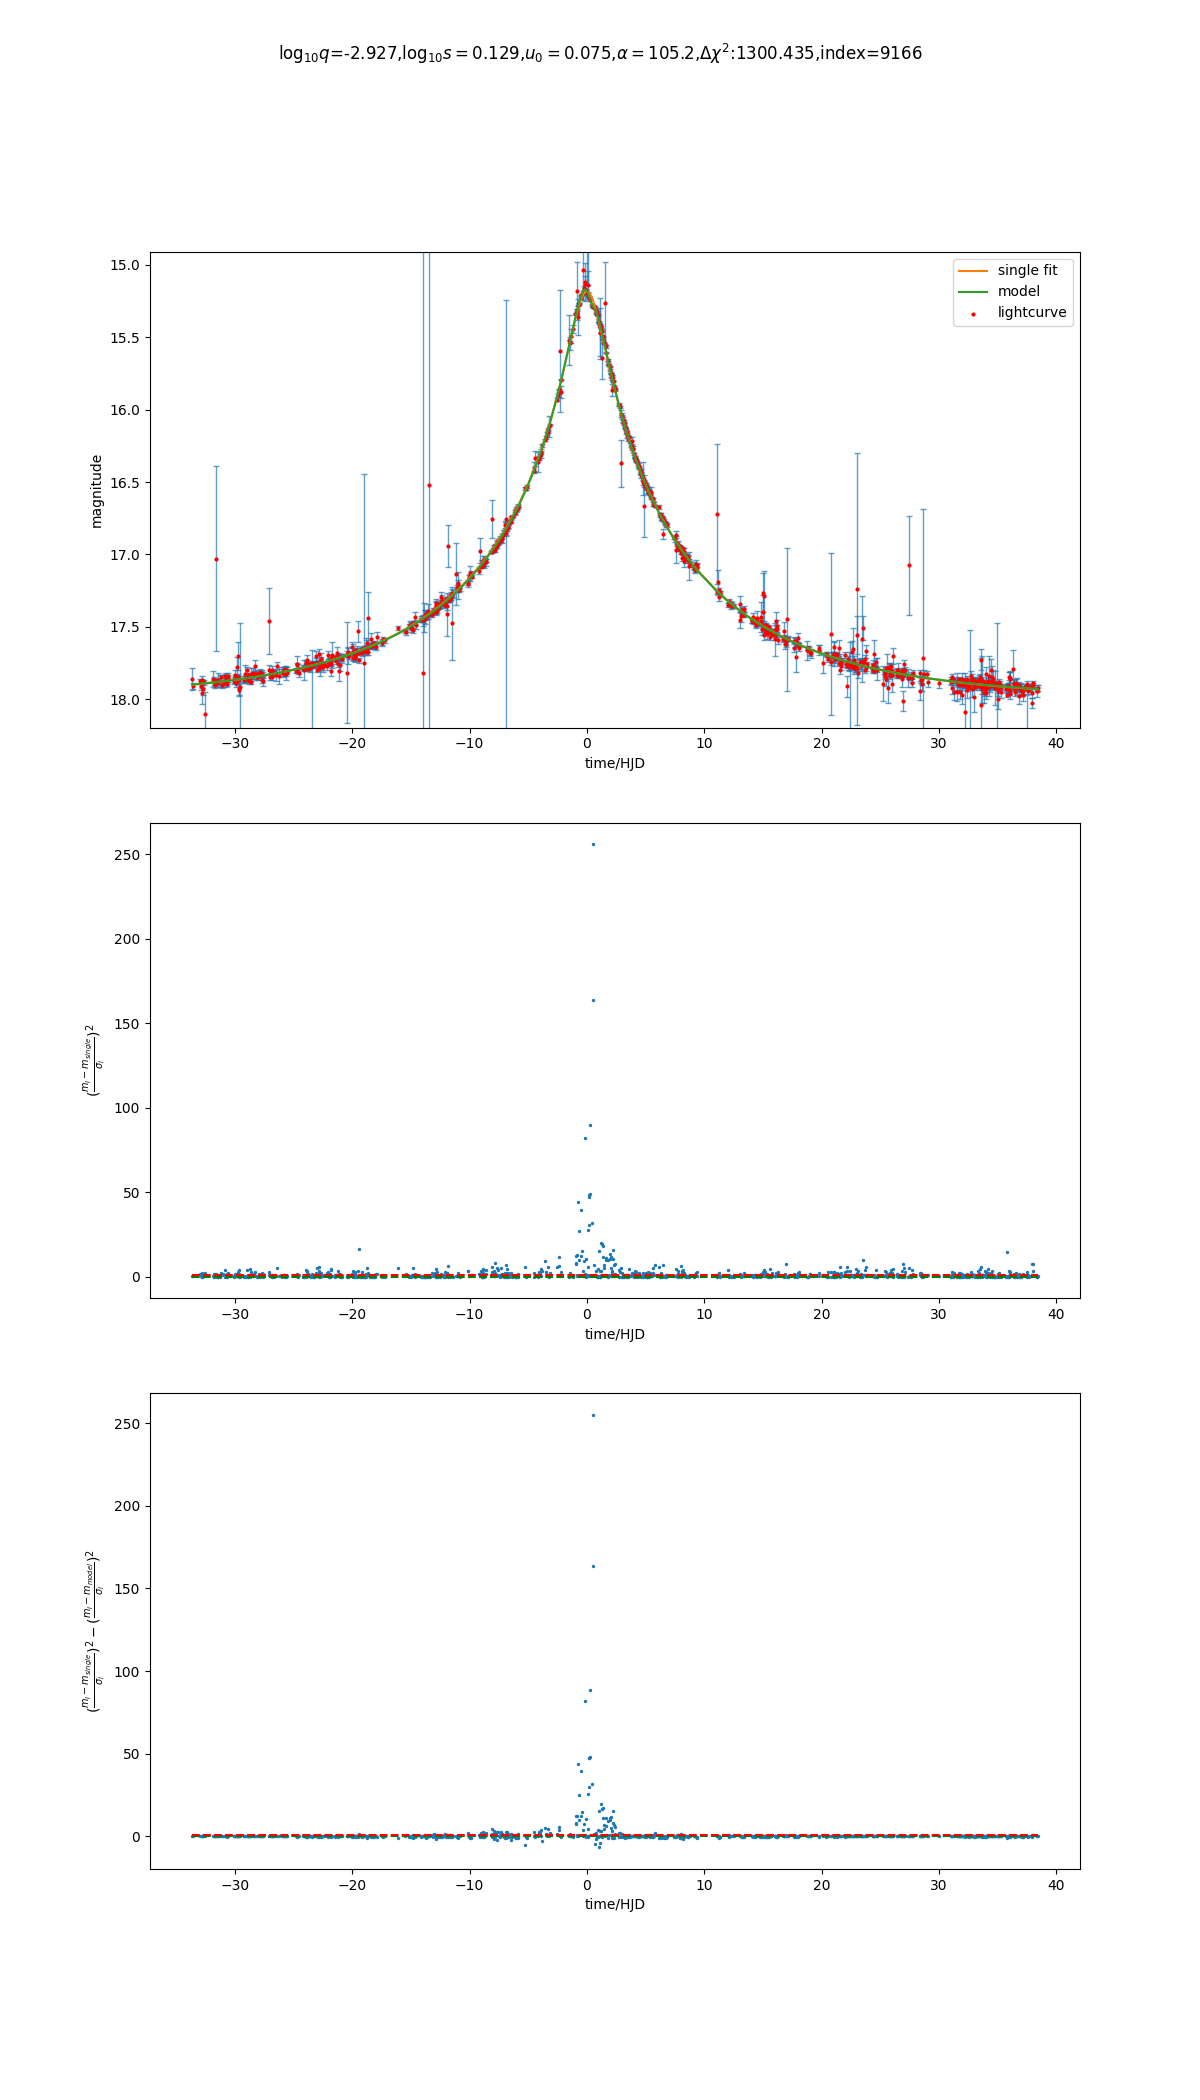 log₁₀q=-2.927,log₁₀s = 0.129,u₀ = 0.075,α = 105.2,Δχ²:1300.435,index=9166
single fit
model
lightcurve
15.0
15.5
16.0
16.5
17.0
17.5
18.0
magnitude
−30 −20 −10 0 10 20 30 40
time/HJD
250
200
150
100
50
0
((mᵢ − m_single)/σᵢ)²
−30 −20 −10 0 10 20 30 40
time/HJD
250
200
150
100
50
0
((mᵢ − m_single)/σᵢ)² − ((mᵢ − m_model)/σᵢ)²
−30 −20 −10 0 10 20 30 40
time/HJD